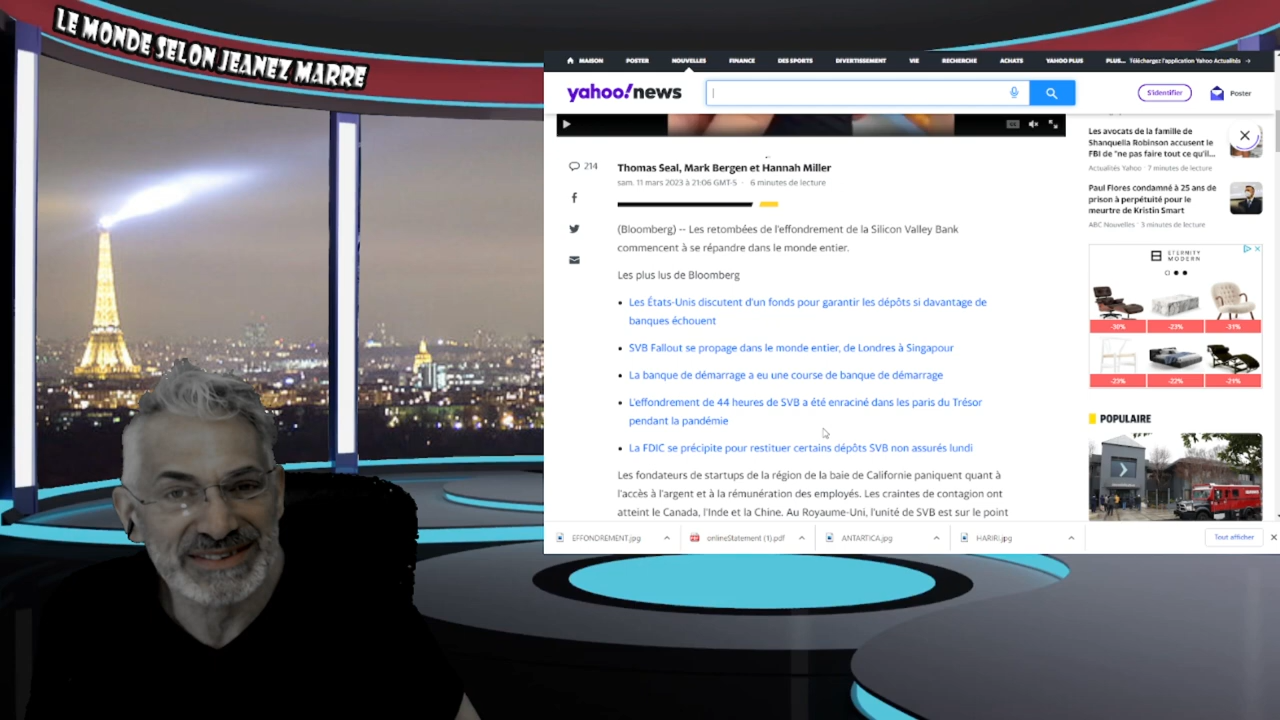 LE MONDE SELON JEANEZ MARRE
MAISON POSTER NOUVELLES FINANCE DES SPORTS DIVERTISSEMENT VIE RECHERCHE ACHATS YAHOO PLUS PLUS... Téléchargez l'application Yahoo Actualités →
yahoo!news
S'identifier
Poster
214
Thomas Seal, Mark Bergen et Hannah Miller
sam. 11 mars 2023 à 21:06 GMT-5 · 6 minutes de lecture
(Bloomberg) -- Les retombées de l'effondrement de la Silicon Valley Bank
commencent à se répandre dans le monde entier.
Les plus lus de Bloomberg
• Les États-Unis discutent d'un fonds pour garantir les dépôts si davantage de
banques échouent
• SVB Fallout se propage dans le monde entier, de Londres à Singapour
• La banque de démarrage a eu une course de banque de démarrage
• L'effondrement de 44 heures de SVB a été enraciné dans les paris du Trésor
pendant la pandémie
• La FDIC se précipite pour restituer certains dépôts SVB non assurés lundi
Les fondateurs de startups de la région de la baie de Californie paniquent quant à
l'accès à l'argent et à la rémunération des employés. Les craintes de contagion ont
atteint le Canada, l'Inde et la Chine. Au Royaume-Uni, l'unité de SVB est sur le point
Les avocats de la famille de
Shanquella Robinson accusent le
FBI de "ne pas faire tout ce qu'il...
Actualités Yahoo · 7 minutes de lecture
Paul Flores condamné à 25 ans de
prison à perpétuité pour le
meurtre de Kristin Smart
ABC Nouvelles · 3 minutes de lecture
ETERNITY
MODERN
-30% -23% -31%
-23% -22% -21%
POPULAIRE
EFFONDREMENT.jpg
onlineStatement (1).pdf
ANTARTICA.jpg
HARIRI.jpg
Tout afficher